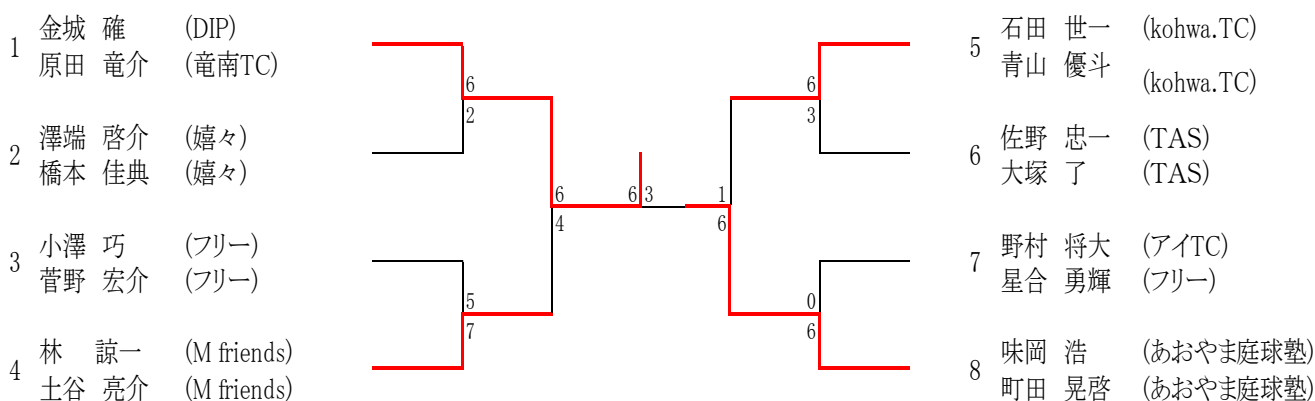 1 金城 確 (DIP)
原田 竜介 (竜南TC)
2 澤端 啓介 (嬉々)
橋本 佳典 (嬉々)
3 小澤 巧 (フリー)
菅野 宏介 (フリー)
4 林 諒一 (M friends)
土谷 亮介 (M friends)
6
2
5
7
6
4
6 3
1
6
6
3
0
6
5 石田 世一 (kohwa.TC)
青山 優斗 (kohwa.TC)
6 佐野 忠一 (TAS)
大塚 了 (TAS)
7 野村 将大 (アイTC)
星合 勇輝 (フリー)
8 味岡 浩 (あおやま庭球塾)
町田 晃啓 (あおやま庭球塾)